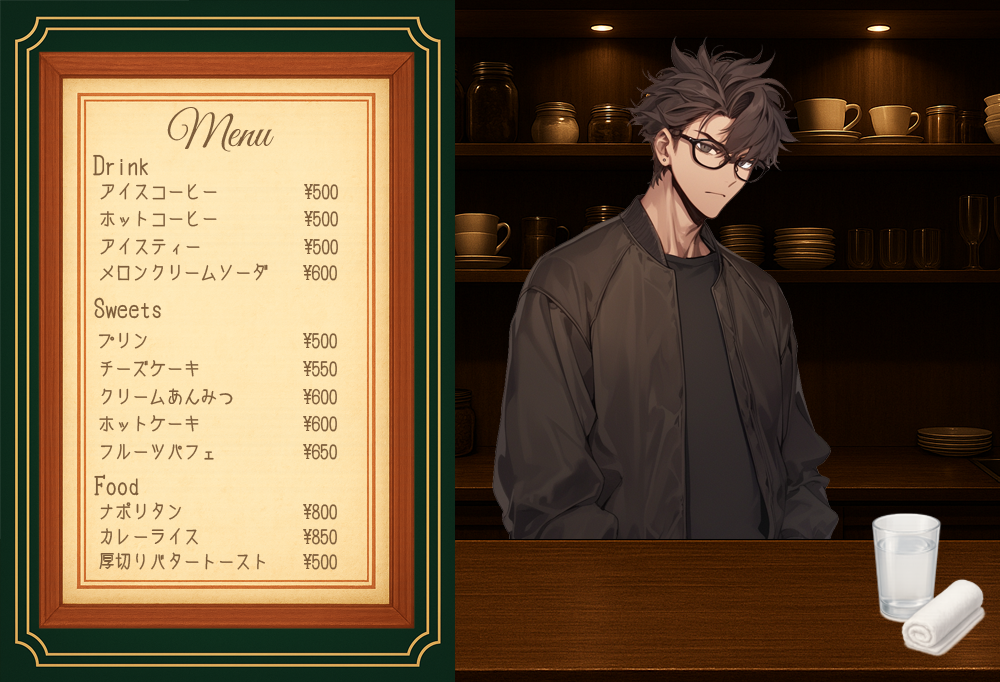 Menu
Drink
アイスコーヒー ¥500
ホットコーヒー ¥500
アイスティー ¥500
メロンクリームソーダ ¥600
Sweets
プリン ¥500
チーズケーキ ¥550
クリームあんみつ ¥600
ホットケーキ ¥600
フルーツパフェ ¥650
Food
ナポリタン ¥800
カレーライス ¥850
厚切りバタートースト ¥500